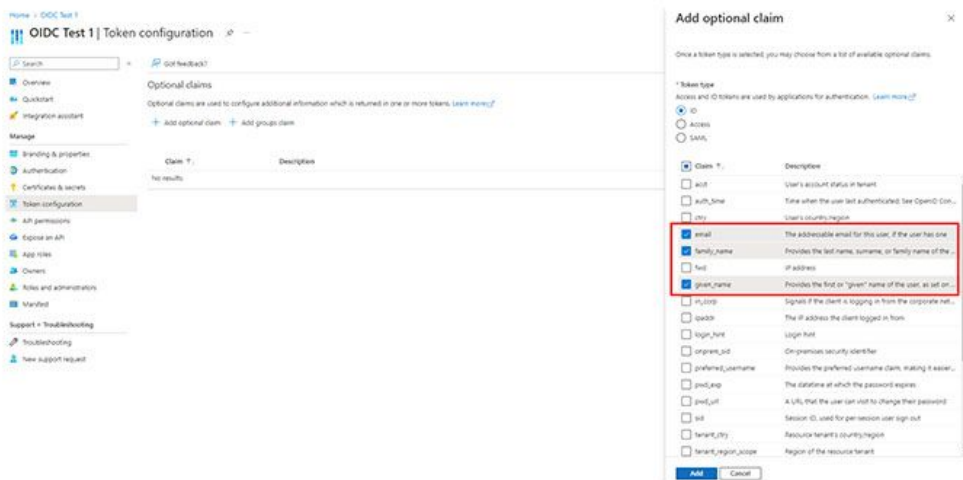 Home > OIDC Test 1
OIDC Test 1 | Token configuration
Search
Got feedback?
Overview
Quickstart
Integration assistant
Manage
Branding & properties
Authentication
Certificates & secrets
Token configuration
API permissions
Expose an API
App roles
Owners
Roles and administrators
Manifest
Support + Troubleshooting
Troubleshooting
New support request
Optional claims
Optional claims are used to configure additional information which is returned in one or more tokens. Learn more
+ Add optional claim + Add groups claim
Claim ↑↓ Description
No results
Add optional claim
Once a token type is selected, you may choose from a list of available optional claims.
* Token type
Access and ID tokens are used by applications for authentication. Learn more
ID
Access
SAML
Claim ↑↓ Description
acct User's account status in tenant
auth_time Time when the user last authenticated; See OpenID Con...
ctry User's country/region
email The addressable email for this user, if the user has one
family_name Provides the last name, surname, or family name of the ...
fwd IP address
given_name Provides the first or "given" name of the user, as set on ...
in_corp Signals if the client is logging in from the corporate net...
ipaddr The IP address the client logged in from
login_hint Login hint
onprem_sid On-premises security identifier
preferred_username Provides the preferred username claim, making it easier...
pwd_exp The datetime at which the password expires
pwd_url A URL that the user can visit to change their password
sid Session ID, used for per-session user sign out
tenant_ctry Resource tenant's country/region
tenant_region_scope Region of the resource tenant
Add Cancel